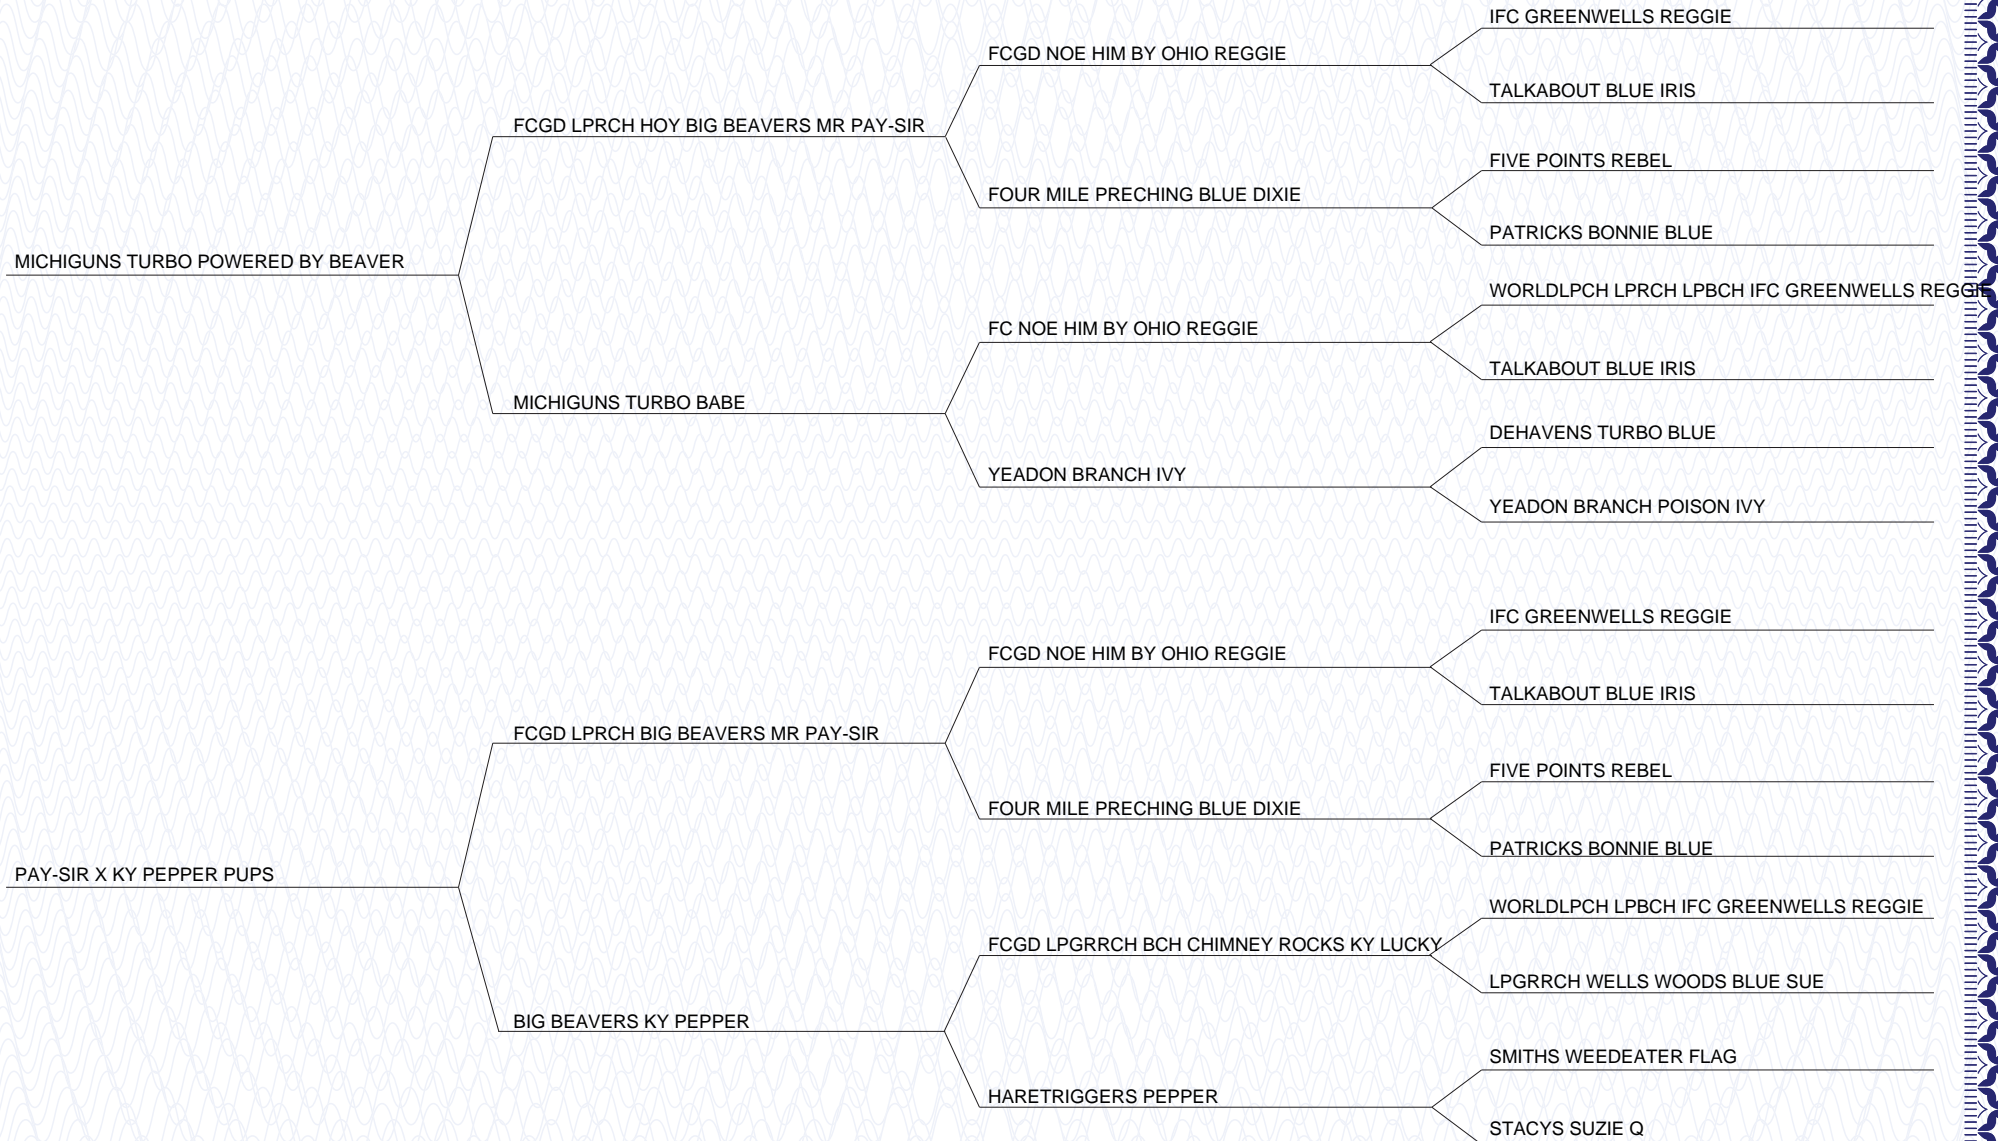 IFC GREENWELLS REGGIE
FCGD NOE HIM BY OHIO REGGIE
TALKABOUT BLUE IRIS
FCGD LPRCH HOY BIG BEAVERS MR PAY-SIR
FIVE POINTS REBEL
FOUR MILE PRECHING BLUE DIXIE
PATRICKS BONNIE BLUE
MICHIGUNS TURBO POWERED BY BEAVER
WORLDLPCH LPRCH LPBCH IFC GREENWELLS REGGIE
FC NOE HIM BY OHIO REGGIE
TALKABOUT BLUE IRIS
MICHIGUNS TURBO BABE
DEHAVENS TURBO BLUE
YEADON BRANCH IVY
YEADON BRANCH POISON IVY
IFC GREENWELLS REGGIE
FCGD NOE HIM BY OHIO REGGIE
TALKABOUT BLUE IRIS
FCGD LPRCH BIG BEAVERS MR PAY-SIR
FIVE POINTS REBEL
FOUR MILE PRECHING BLUE DIXIE
PATRICKS BONNIE BLUE
PAY-SIR X KY PEPPER PUPS
WORLDLPCH LPBCH IFC GREENWELLS REGGIE
FCGD LPGRRCH BCH CHIMNEY ROCKS KY LUCKY
LPGRRCH WELLS WOODS BLUE SUE
BIG BEAVERS KY PEPPER
SMITHS WEEDEATER FLAG
HARETRIGGERS PEPPER
STACYS SUZIE Q